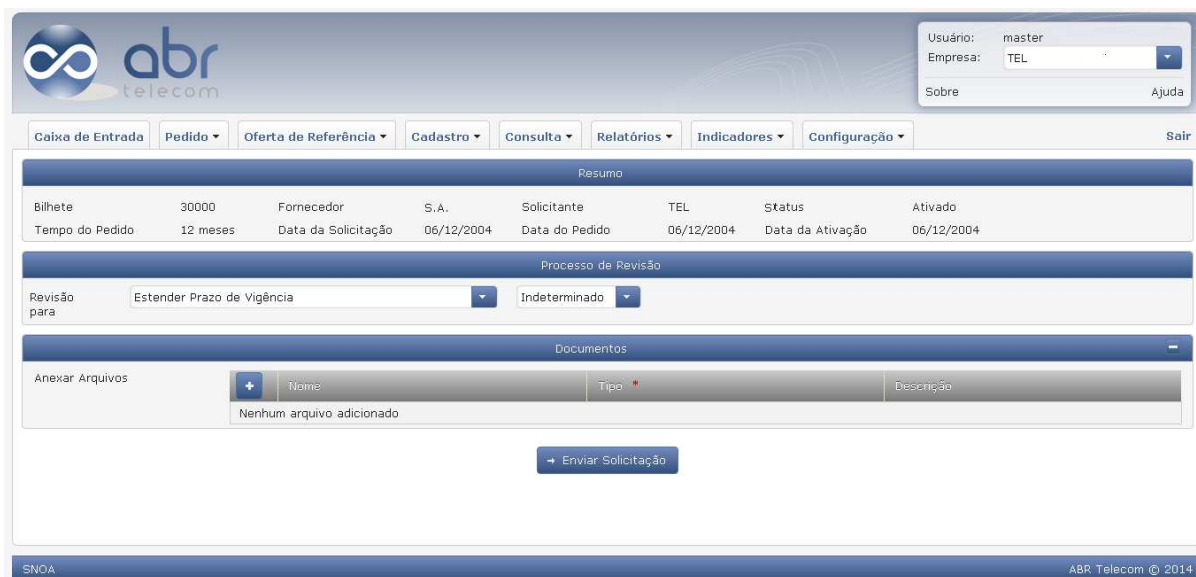 abr
telecom
Usuário: master
Empresa: TEL
Sobre Ajuda
Caixa de Entrada Pedido Oferta de Referência Cadastro Consulta Relatórios Indicadores Configuração Sair
Resumo
Bilhete 30000 Fornecedor S.A. Solicitante TEL Status Ativado
Tempo do Pedido 12 meses Data da Solicitação 06/12/2004 Data do Pedido 06/12/2004 Data da Ativação 06/12/2004
Processo de Revisão
Revisão para Estender Prazo de Vigência Indeterminado
Documentos
Anexar Arquivos + Nome Tipo * Descrição
Nenhum arquivo adicionado
→ Enviar Solicitação
SNOA ABR Telecom © 2014